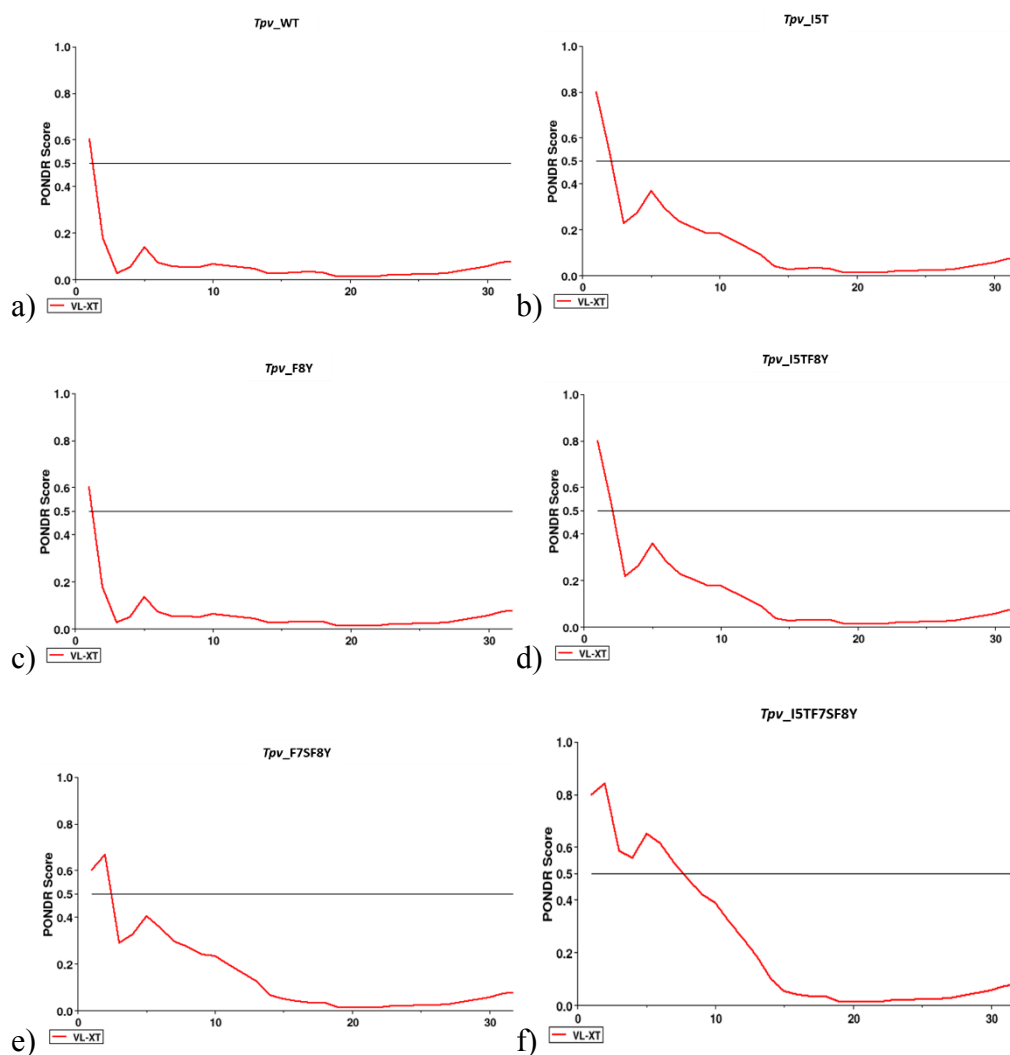 Tpv_WT
1.0
0.8
0.6
0.5
0.4
0.2
0.0
PONDR Score
0
10
20
30
VL-XT
a)
Tpv_I5T
1.0
0.8
0.6
0.5
0.4
0.2
0.0
PONDR Score
0
10
20
30
VL-XT
b)
Tpv_F8Y
1.0
0.8
0.6
0.5
0.4
0.2
0.0
PONDR Score
0
10
20
30
VL-XT
c)
Tpv_I5TF8Y
1.0
0.8
0.6
0.5
0.4
0.2
0.0
PONDR Score
0
10
20
30
VL-XT
d)
Tpv_F7SF8Y
1.0
0.8
0.6
0.5
0.4
0.2
0.0
PONDR Score
0
10
20
30
VL-XT
e)
Tpv_I5TF7SF8Y
1.0
0.8
0.6
0.5
0.4
0.2
0.0
PONDR Score
0
10
20
30
VL-XT
f)